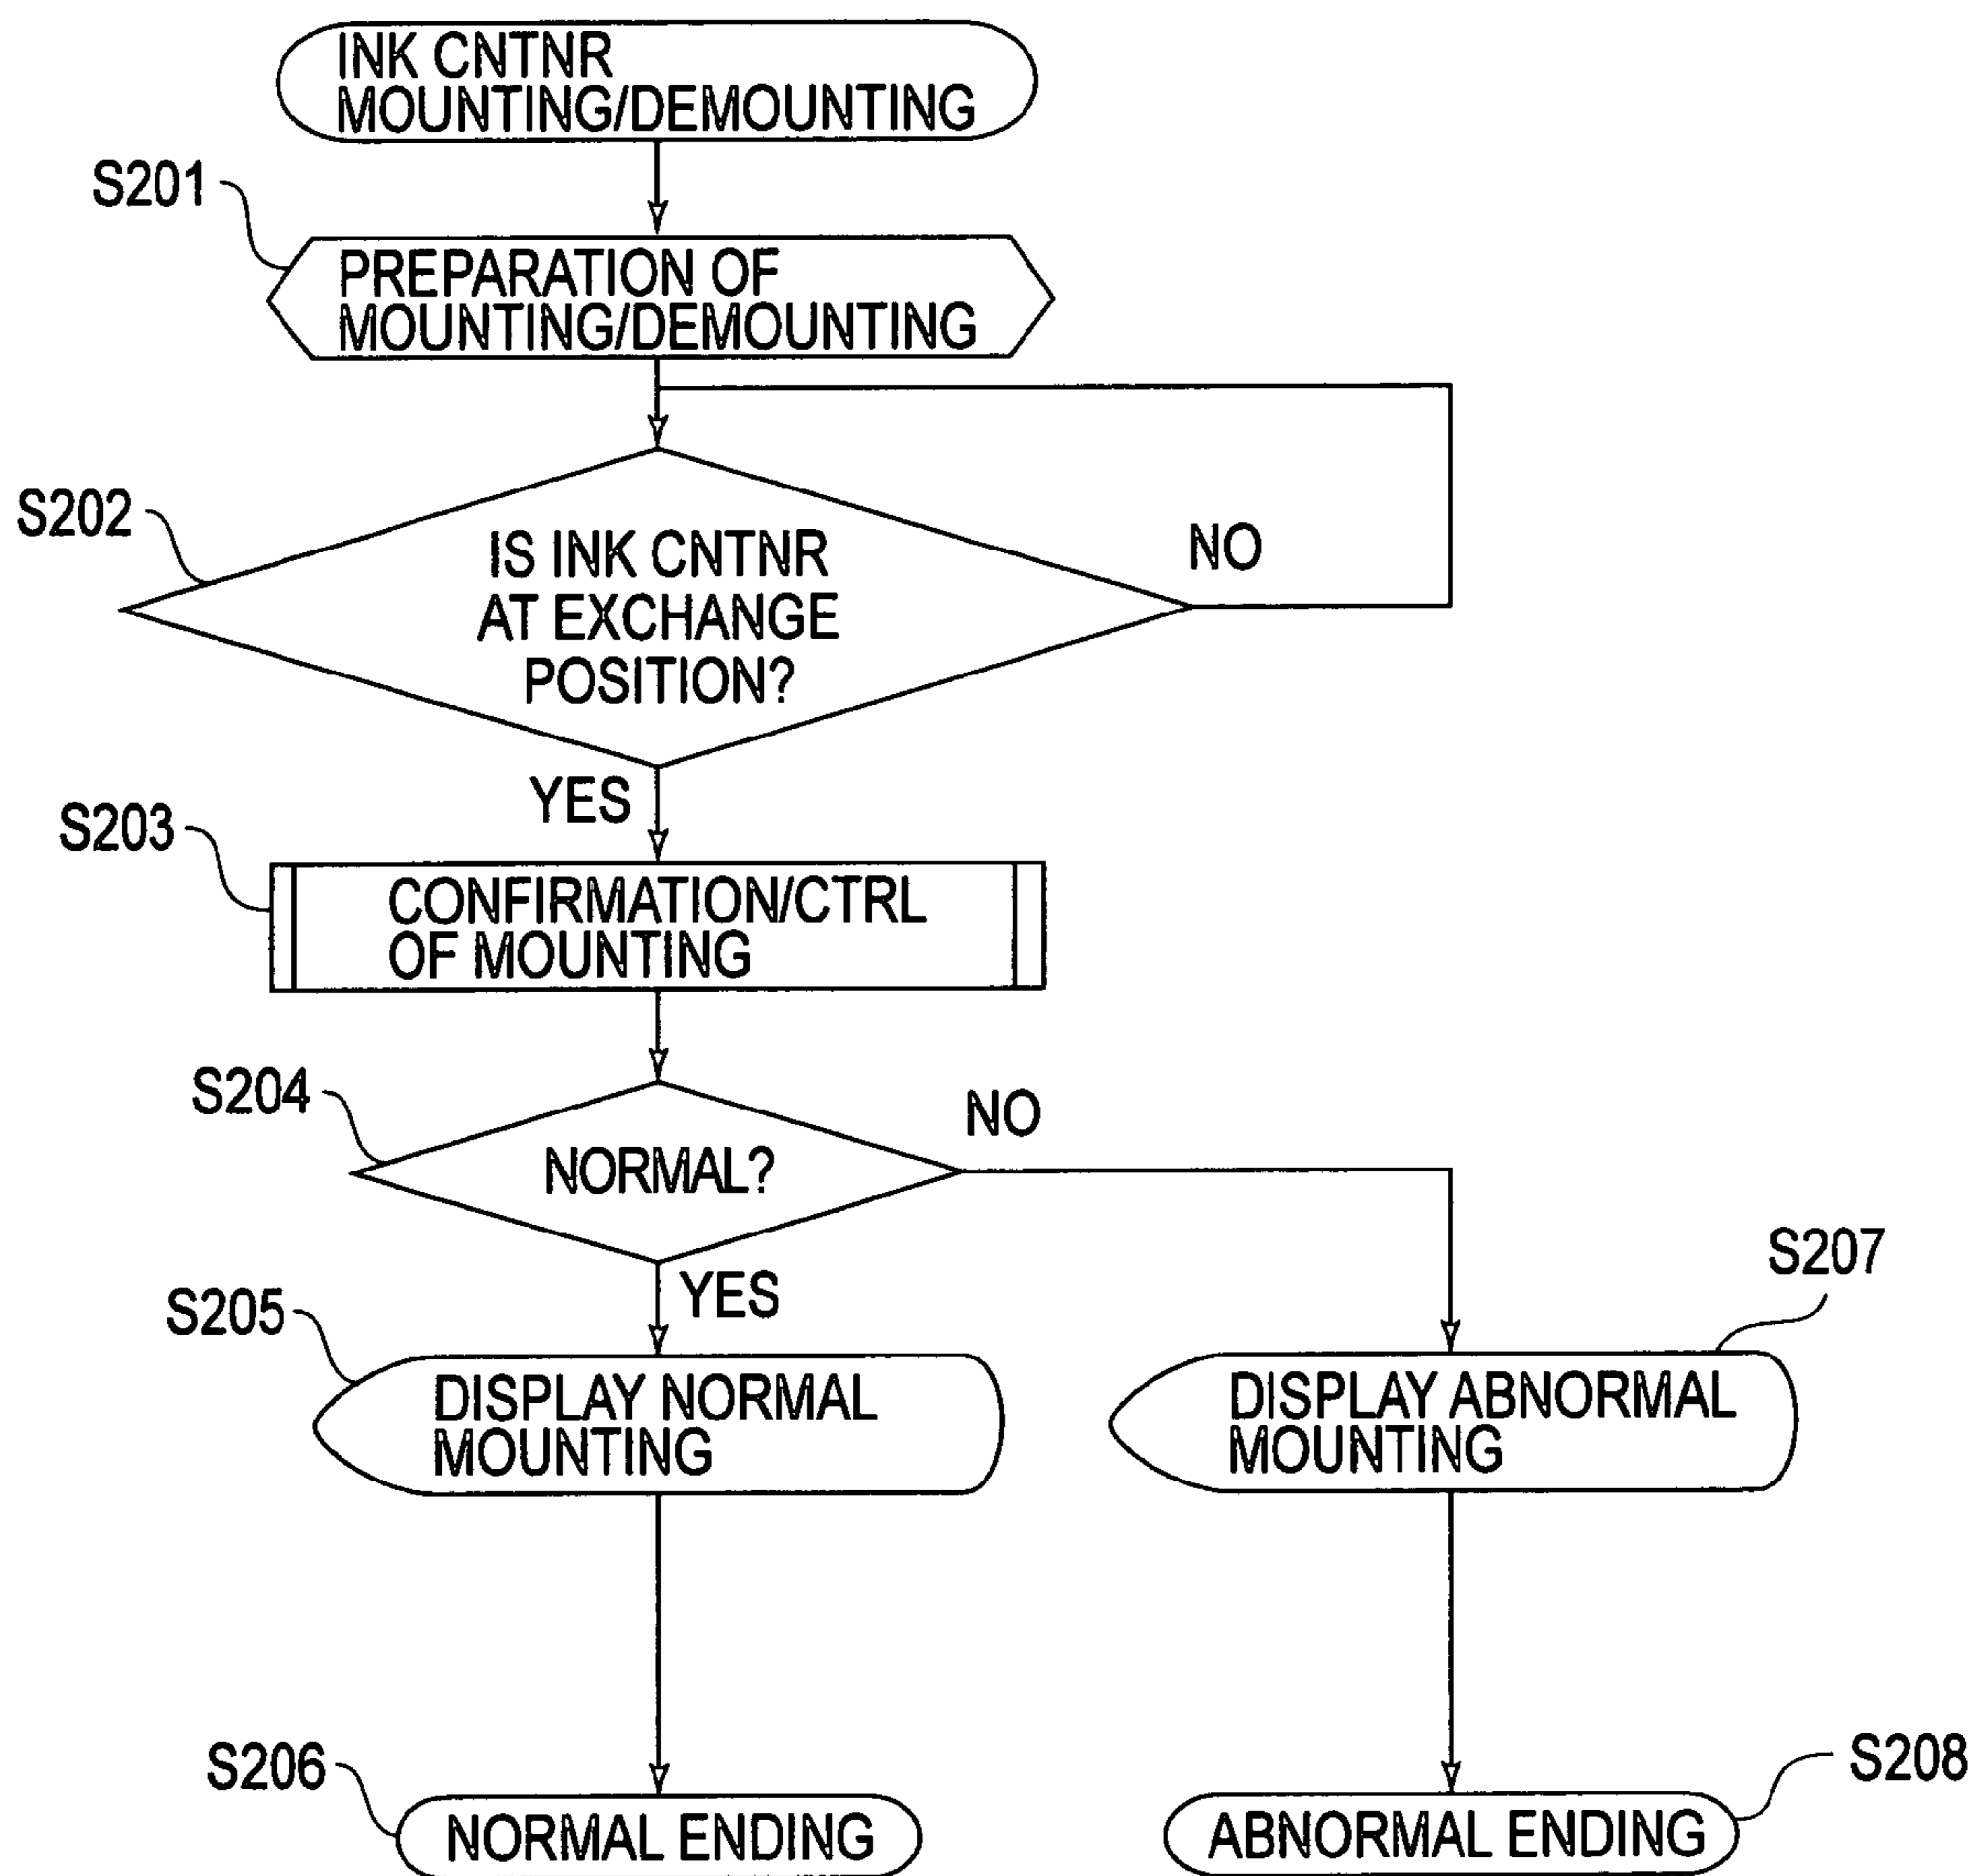 INK CNTNR
MOUNTING/DEMOUNTING
S201
PREPARATION OF
MOUNTING/DEMOUNTING
S202
IS INK CNTNR
AT EXCHANGE
POSITION?
NO
YES
S203
CONFIRMATION/CTRL
OF MOUNTING
S204
NORMAL?
NO
YES
S205
DISPLAY NORMAL
MOUNTING
S207
DISPLAY ABNORMAL
MOUNTING
S206
NORMAL ENDING
S208
ABNORMAL ENDING